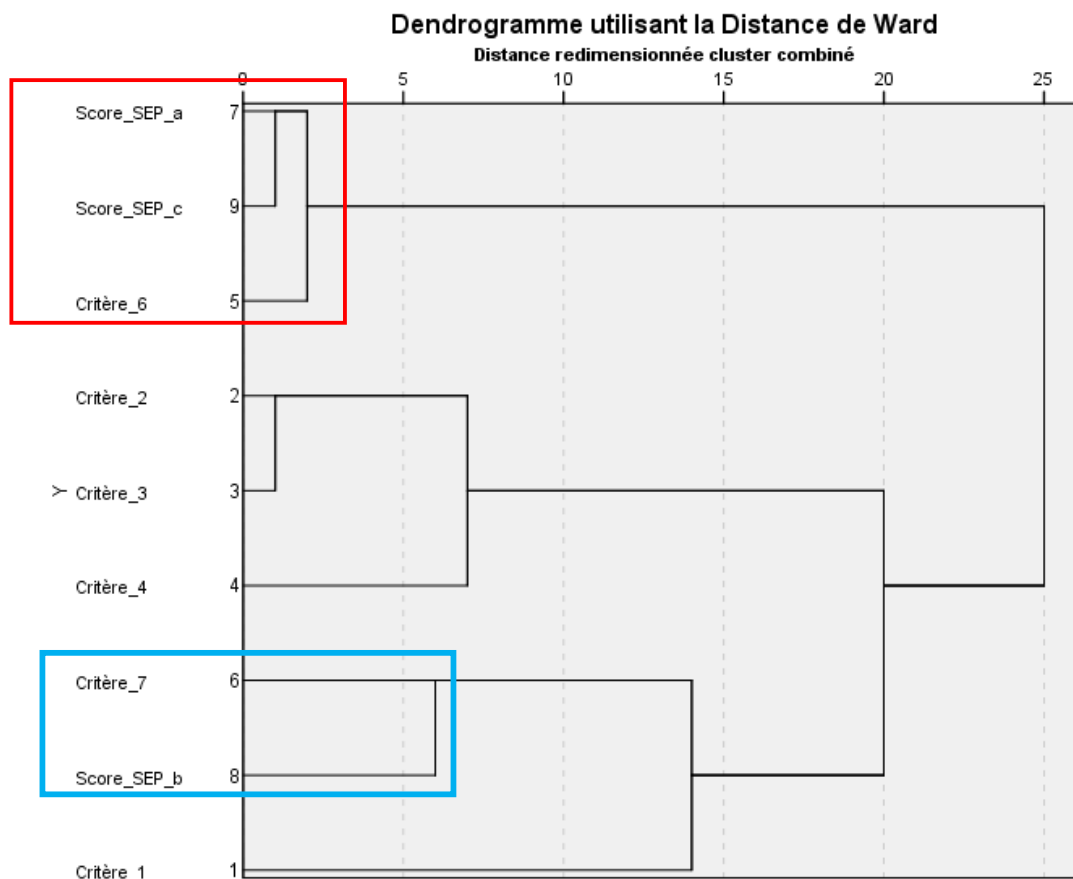 Dendrogramme utilisant la Distance de Ward
Distance redimensionnée cluster combiné
0 5 10 15 20 25
Score_SEP_a 7
Score_SEP_c 9
Critère_6 5
Critère_2 2
Y Critère_3 3
Critère_4 4
Critère_7 6
Score_SEP_b 8
Critère_1 1